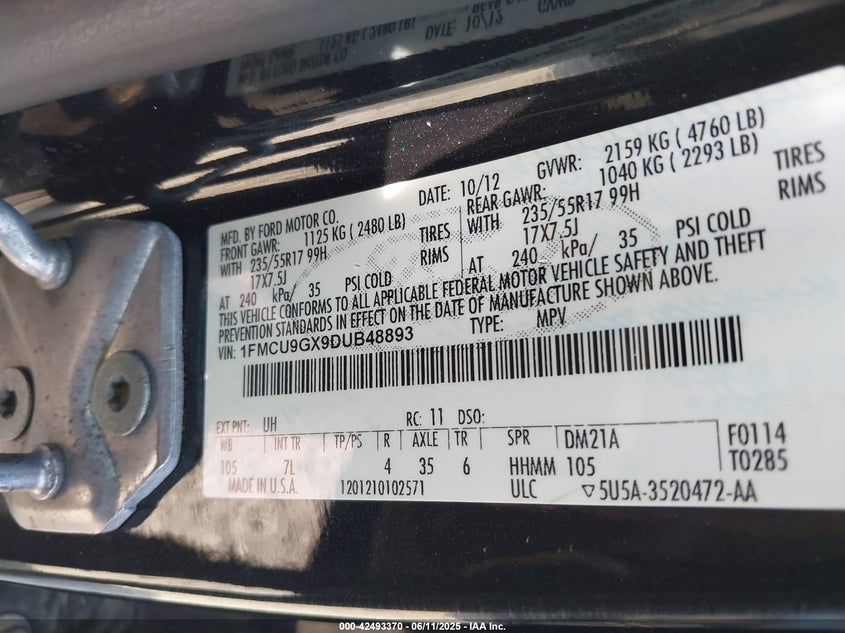 MFD. BY FORD MOTOR CO.
DATE: 10/12
GVWR: 2159 KG ( 4760 LB)
FRONT GAWR: 1125 KG ( 2480 LB)
REAR GAWR: 1040 KG ( 2293 LB)
WITH 235/55R17 99H TIRES
WITH 235/55R17 99H TIRES
17X7.5J RIMS
17X7.5J RIMS
AT 240 kPa/ 35 PSI COLD
AT 240 kPa/ 35 PSI COLD
THIS VEHICLE CONFORMS TO ALL APPLICABLE FEDERAL MOTOR VEHICLE SAFETY AND THEFT
PREVENTION STANDARDS IN EFFECT ON THE DATE OF MANUFACTURE SHOWN ABOVE.
VIN: 1FMCU9GX9DUB48893
TYPE: MPV
EXT PNT: UH RC: 11 DSO:
WB INT TR TP/PS R AXLE TR SPR DM21A F0114
105 7L 4 35 6 HHMM 105 T0285
MADE IN U.S.A. 1201210102571 ULC ▽5U5A-3520472-AA
000-42493370 - 06/11/2025 - IAA Inc.